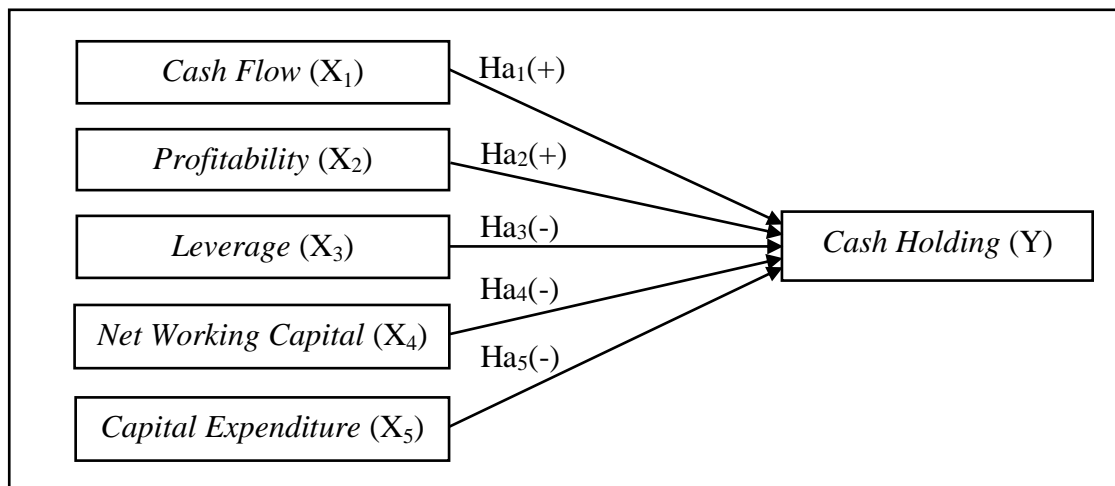 Cash Flow (X₁)
Ha₁(+)
Profitability (X₂)
Ha₂(+)
Leverage (X₃)
Ha₃(-)
Cash Holding (Y)
Net Working Capital (X₄)
Ha₄(-)
Capital Expenditure (X₅)
Ha₅(-)